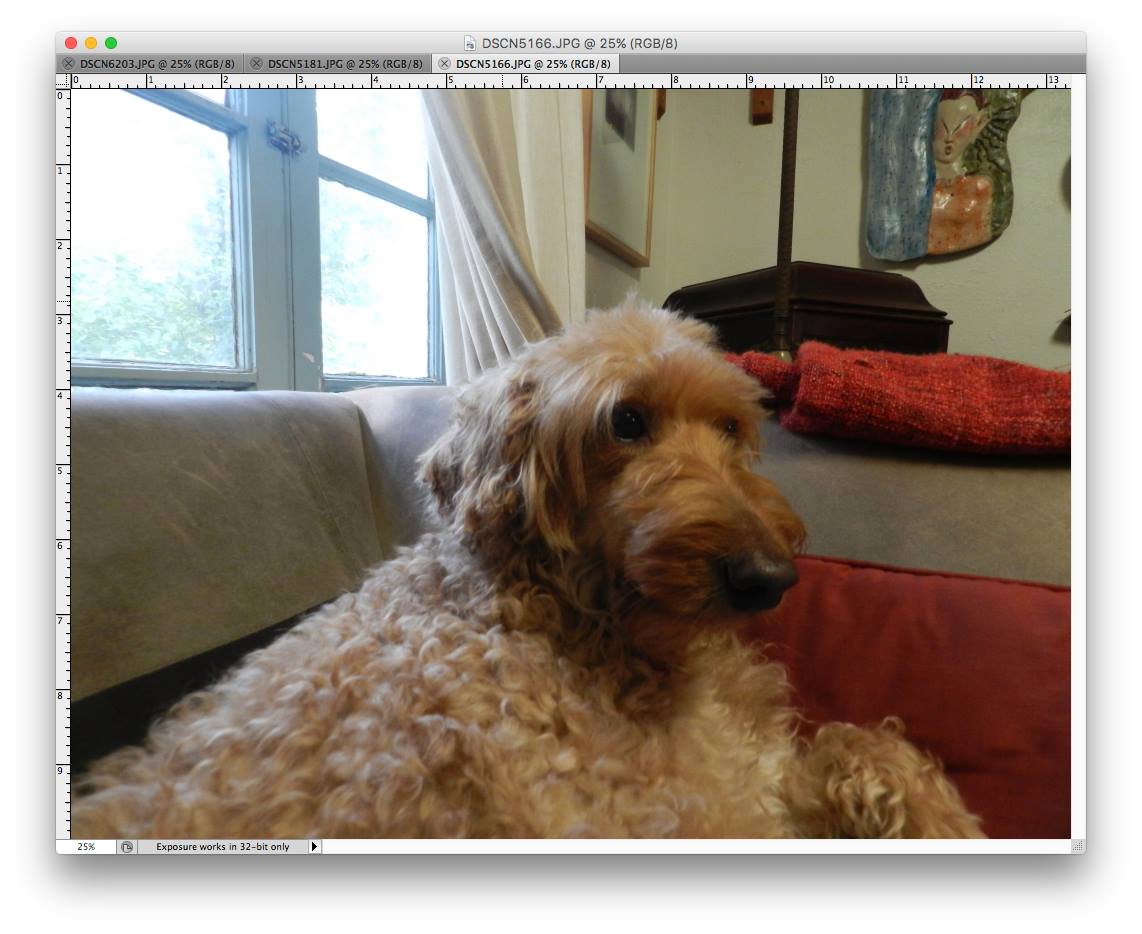 DSCN5166.JPG @ 25% (RGB/8)
DSCN6203.JPG @ 25% (RGB/8) DSCN5181.JPG @ 25% (RGB/8) DSCN5166.JPG @ 25% (RGB/8)
0 1 2 3 4 5 6 7 8 9 10 11 12 13
0
1
2
3
4
5
6
7
8
9
25% Exposure works in 32-bit only